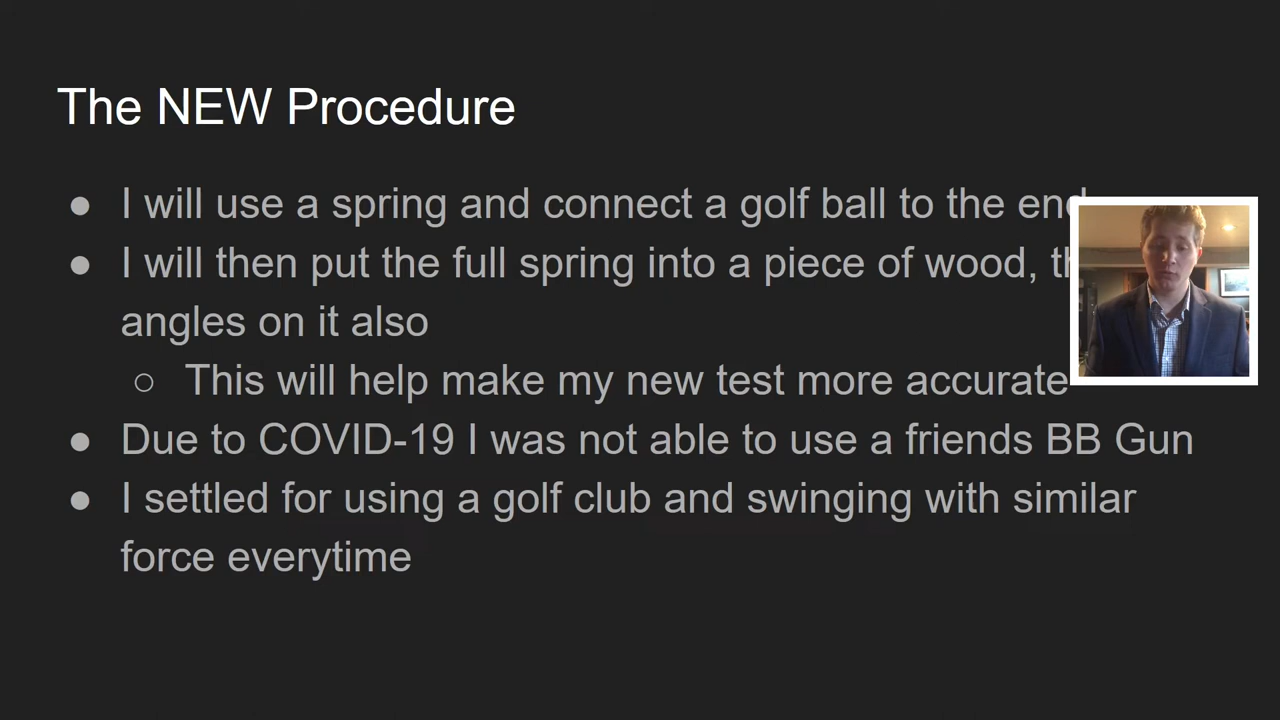 The NEW Procedure
● I will use a spring and connect a golf ball to the end
● I will then put the full spring into a piece of wood,
angles on it also
○ This will help make my new test more accurate
● Due to COVID-19 I was not able to use a friends BB Gun
● I settled for using a golf club and swinging with similar
force everytime